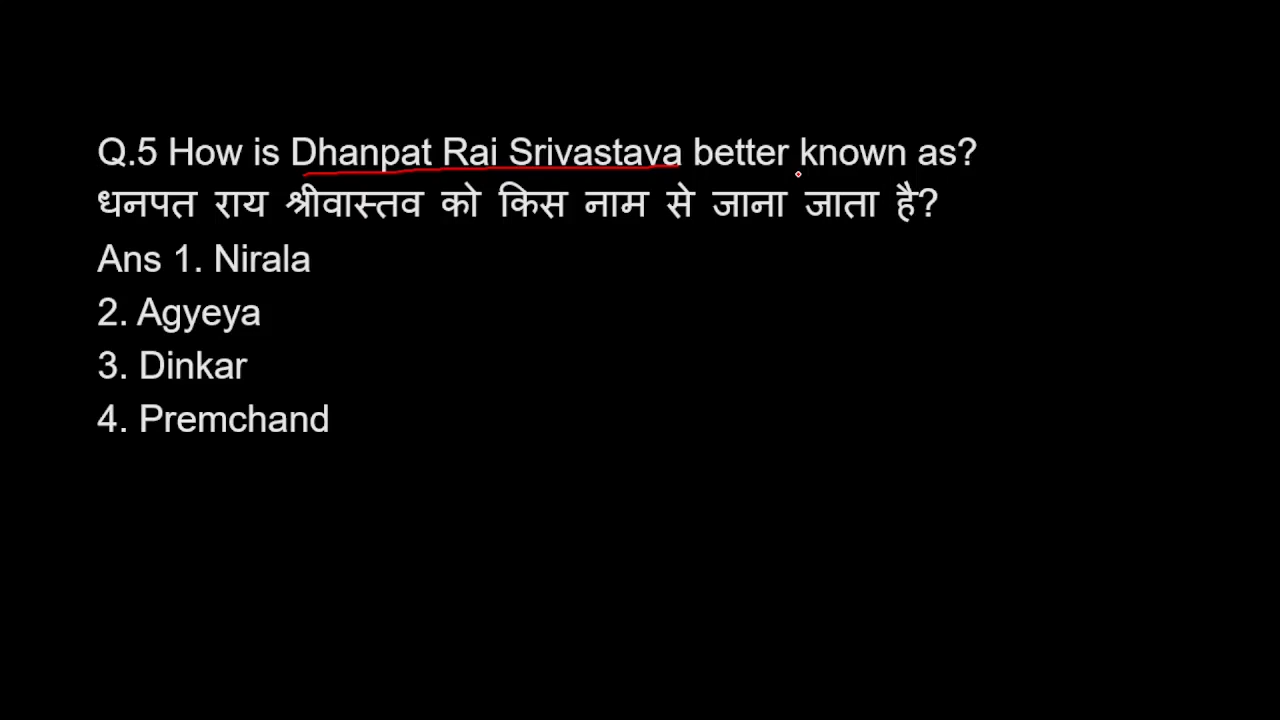 Q.5 How is Dhanpat Rai Srivastava better known as?
धनपत राय श्रीवास्तव को किस नाम से जाना जाता है?
Ans 1. Nirala
2. Agyeya
3. Dinkar
4. Premchand